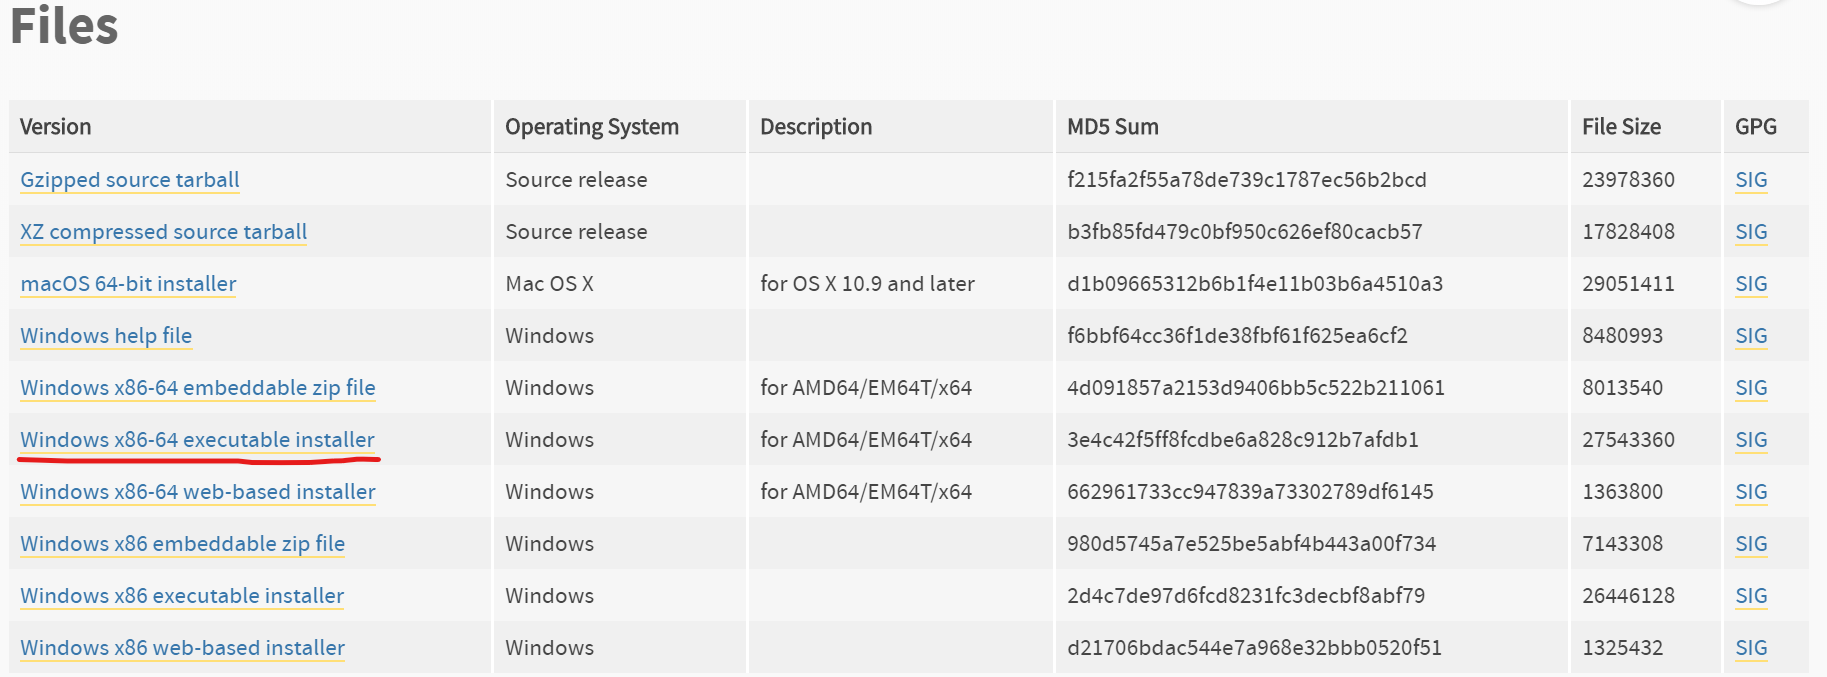 Files
Version Operating System Description MD5 Sum File Size GPG
Gzipped source tarball Source release f215fa2f55a78de739c1787ec56b2bcd 23978360 SIG
XZ compressed source tarball Source release b3fb85fd479c0bf950c626ef80cacb57 17828408 SIG
macOS 64-bit installer Mac OS X for OS X 10.9 and later d1b09665312b6b1f4e11b03b6a4510a3 29051411 SIG
Windows help file Windows f6bbf64cc36f1de38fbf61f625ea6cf2 8480993 SIG
Windows x86-64 embeddable zip file Windows for AMD64/EM64T/x64 4d091857a2153d9406bb5c522b211061 8013540 SIG
Windows x86-64 executable installer Windows for AMD64/EM64T/x64 3e4c42f5ff8fcdbe6a828c912b7afdb1 27543360 SIG
Windows x86-64 web-based installer Windows for AMD64/EM64T/x64 662961733cc947839a73302789df6145 1363800 SIG
Windows x86 embeddable zip file Windows 980d5745a7e525be5abf4b443a00f734 7143308 SIG
Windows x86 executable installer Windows 2d4c7de97d6fcd8231fc3decbf8abf79 26446128 SIG
Windows x86 web-based installer Windows d21706bdac544e7a968e32bbb0520f51 1325432 SIG